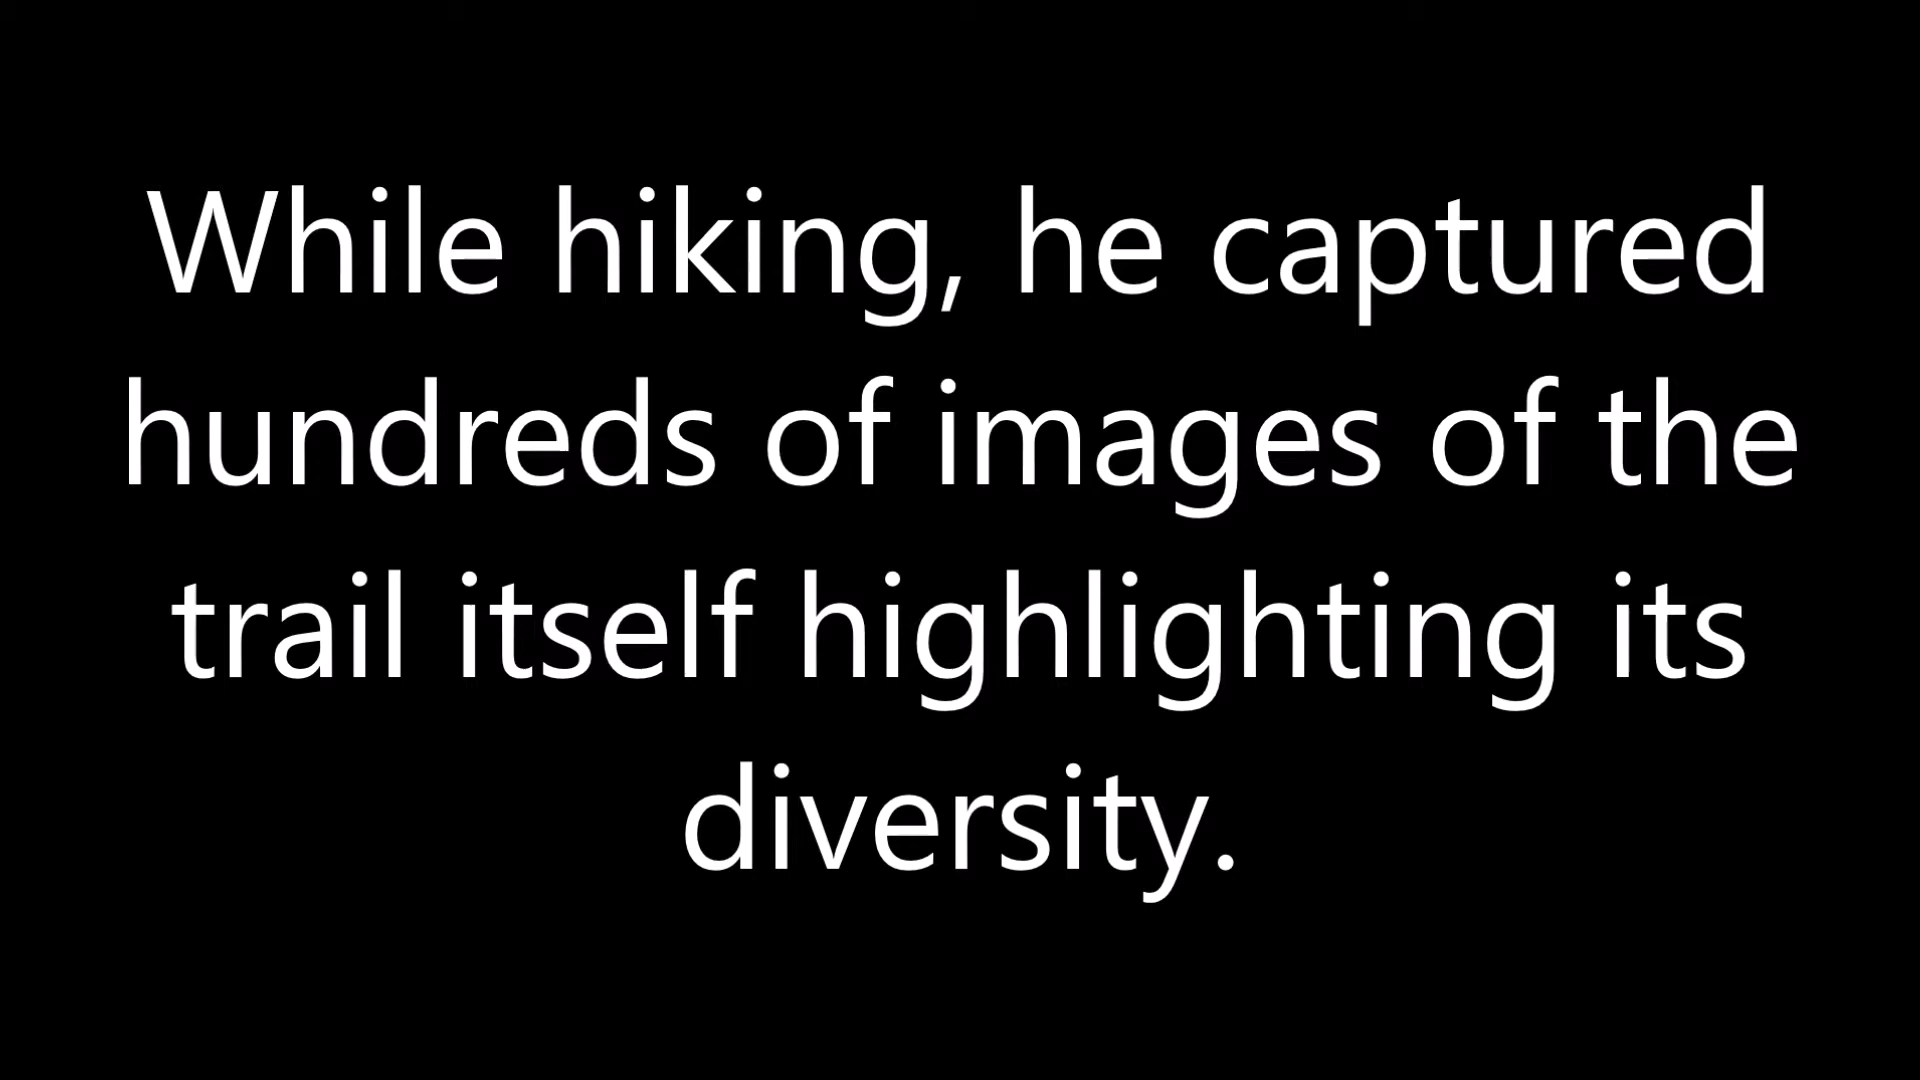 While hiking, he captured
hundreds of images of the
trail itself highlighting its
diversity.